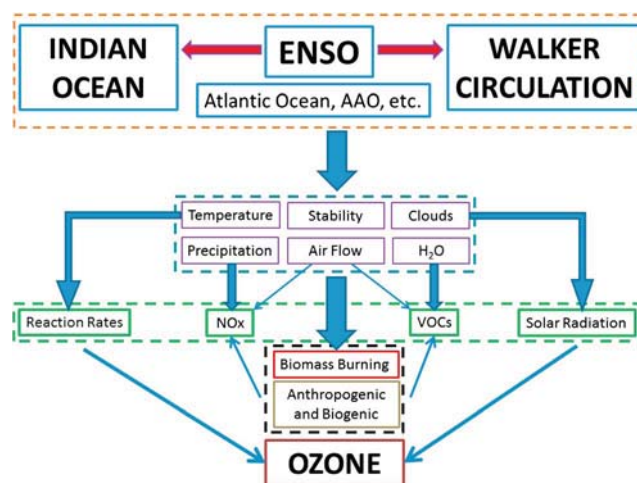 INDIAN
OCEAN
ENSO
WALKER
CIRCULATION
Atlantic Ocean, AAO, etc.
Temperature
Stability
Clouds
Precipitation
Air Flow
H₂O
Reaction Rates
NOx
VOCs
Solar Radiation
Biomass Burning
Anthropogenic
and Biogenic
OZONE